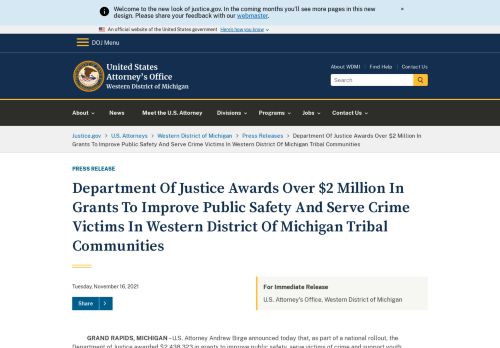 Welcome to the new look of justice.gov. In the coming months you'll see more pages in this new
design. Please share your feedback with our webmaster.
×
An official website of the United States government Here's how you know
DOJ Menu
United States
Attorney's Office
Western District of Michigan
About WDMI Find Help Contact Us
Search
About News Meet the U.S. Attorney Divisions Programs Jobs Contact Us
Justice.gov > U.S. Attorneys > Western District of Michigan > Press Releases > Department Of Justice Awards Over $2 Million In
Grants To Improve Public Safety And Serve Crime Victims In Western District Of Michigan Tribal Communities
PRESS RELEASE
Department Of Justice Awards Over $2 Million In
Grants To Improve Public Safety And Serve Crime
Victims In Western District Of Michigan Tribal
Communities
Tuesday, November 16, 2021
Share >
For Immediate Release
U.S. Attorney's Office, Western District of Michigan
GRAND RAPIDS, MICHIGAN – U.S. Attorney Andrew Birge announced today that, as part of a national rollout, the
Department of Justice awarded $2,438,323 in grants to improve public safety, serve victims of crime and support youth